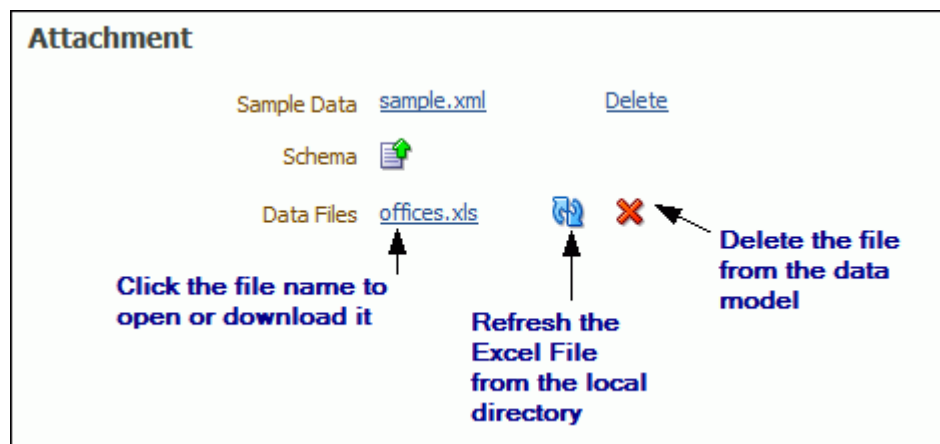 Attachment
Sample Data sample.xml Delete
Schema
Data Files offices.xls
Click the file name to
open or download it
Refresh the
Excel File
from the local
directory
Delete the file
from the data
model